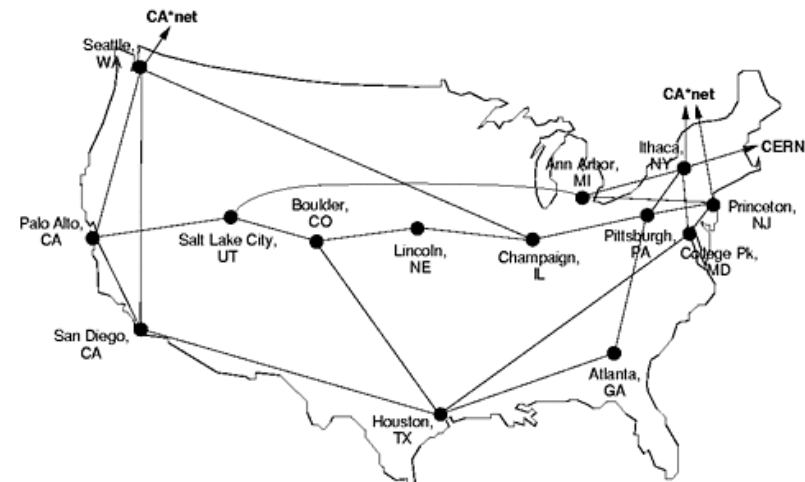 CA*net
Seattle,
WA
CA*net
Ithaca,
NY
CERN
Ann Arbor,
MI
Boulder,
CO
Palo Alto,
CA
Salt Lake City,
UT
Lincoln,
NE
Champaign,
IL
Pittsburgh,
PA
Princeton,
NJ
College Pk,
MD
San Diego,
CA
Atlanta,
GA
Houston,
TX